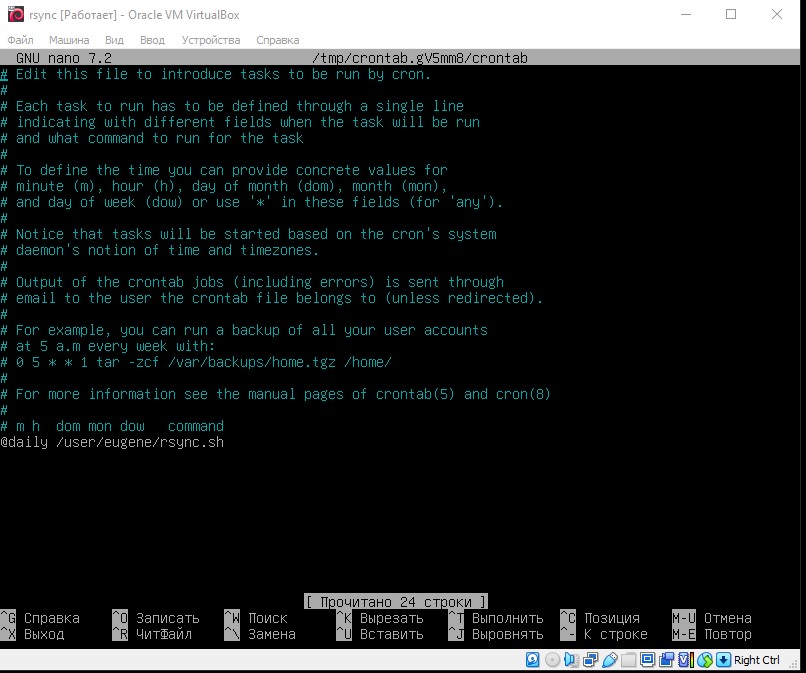 rsync [Работает] - Oracle VM VirtualBox
Файл Машина Вид Ввод Устройства Справка
GNU nano 7.2 /tmp/crontab.gV5mm8/crontab
# Edit this file to introduce tasks to be run by cron.
#
# Each task to run has to be defined through a single line
# indicating with different fields when the task will be run
# and what command to run for the task
#
# To define the time you can provide concrete values for
# minute (m), hour (h), day of month (dom), month (mon),
# and day of week (dow) or use '*' in these fields (for 'any').
#
# Notice that tasks will be started based on the cron's system
# daemon's notion of time and timezones.
#
# Output of the crontab jobs (including errors) is sent through
# email to the user the crontab file belongs to (unless redirected).
#
# For example, you can run a backup of all your user accounts
# at 5 a.m every week with:
# 0 5 * * 1 tar -zcf /var/backups/home.tgz /home/
#
# For more information see the manual pages of crontab(5) and cron(8)
#
# m h  dom mon dow   command
@daily /user/eugene/rsync.sh
[ Прочитано 24 строки ]
^G Справка ^O Записать ^W Поиск ^K Вырезать ^T Выполнить ^C Позиция M-U Отмена
^X Выход ^R ЧитФайл ^\ Замена ^U Вставить ^J Выровнять ^- К строке M-E Повтор
Right Ctrl